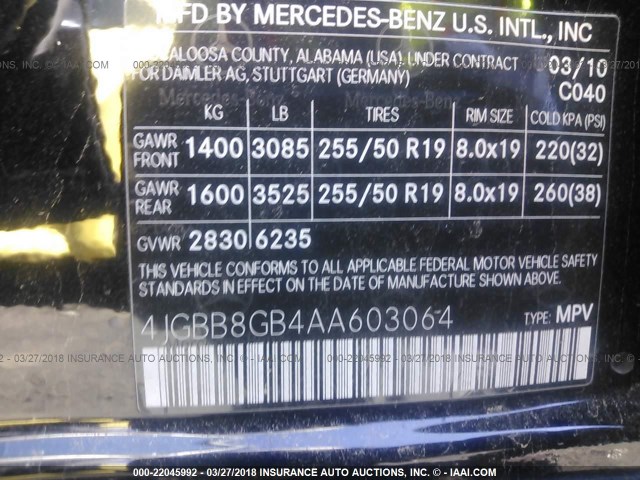 MFD BY MERCEDES-BENZ U.S. INTL., INC
COUNTY, ALABAMA (USA), UNDER CONTRACT
FOR DAIMLER AG, STUTTGART (GERMANY)
03/10
C040
Mercedes-Benz Mercedes-Benz
KG LB TIRES RIM SIZE COLD KPA (PSI)
GAWR FRONT 1400 3085 255/50 R19 8.0x19 220(32)
GAWR REAR 1600 3525 255/50 R19 8.0x19 260(38)
GVWR 2830 6235
THIS VEHICLE CONFORMS TO ALL APPLICABLE FEDERAL MOTOR VEHICLE SAFETY
STANDARDS IN EFFECT ON THE DATE OF MANUFACTURE SHOWN ABOVE.
4JGBB8GB4AA603064 TYPE: MPV
000-22045992 - 03/27/2018 INSURANCE AUTO AUCTIONS, INC. - © IAAI.COM